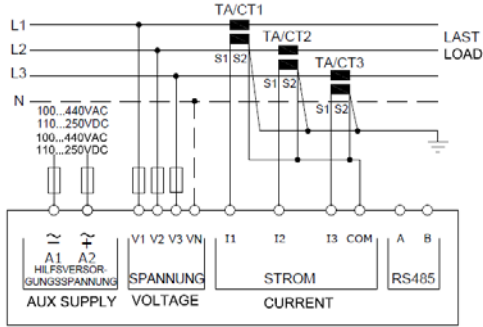 TA/CT1
L1
TA/CT2
LAST
L2
LOAD
TA/CT3
S1 S2
L3
S1 S2
N
S1 S2
100...440VAC
110...250VDC
100...440VAC
110...250VDC
A1 A2
V1 V2 V3 VN
I1 I2 I3 COM
A B
HILFSVERSOR-
GUNGSSPANNUNG
SPANNUNG
STROM
RS485
AUX SUPPLY
VOLTAGE
CURRENT